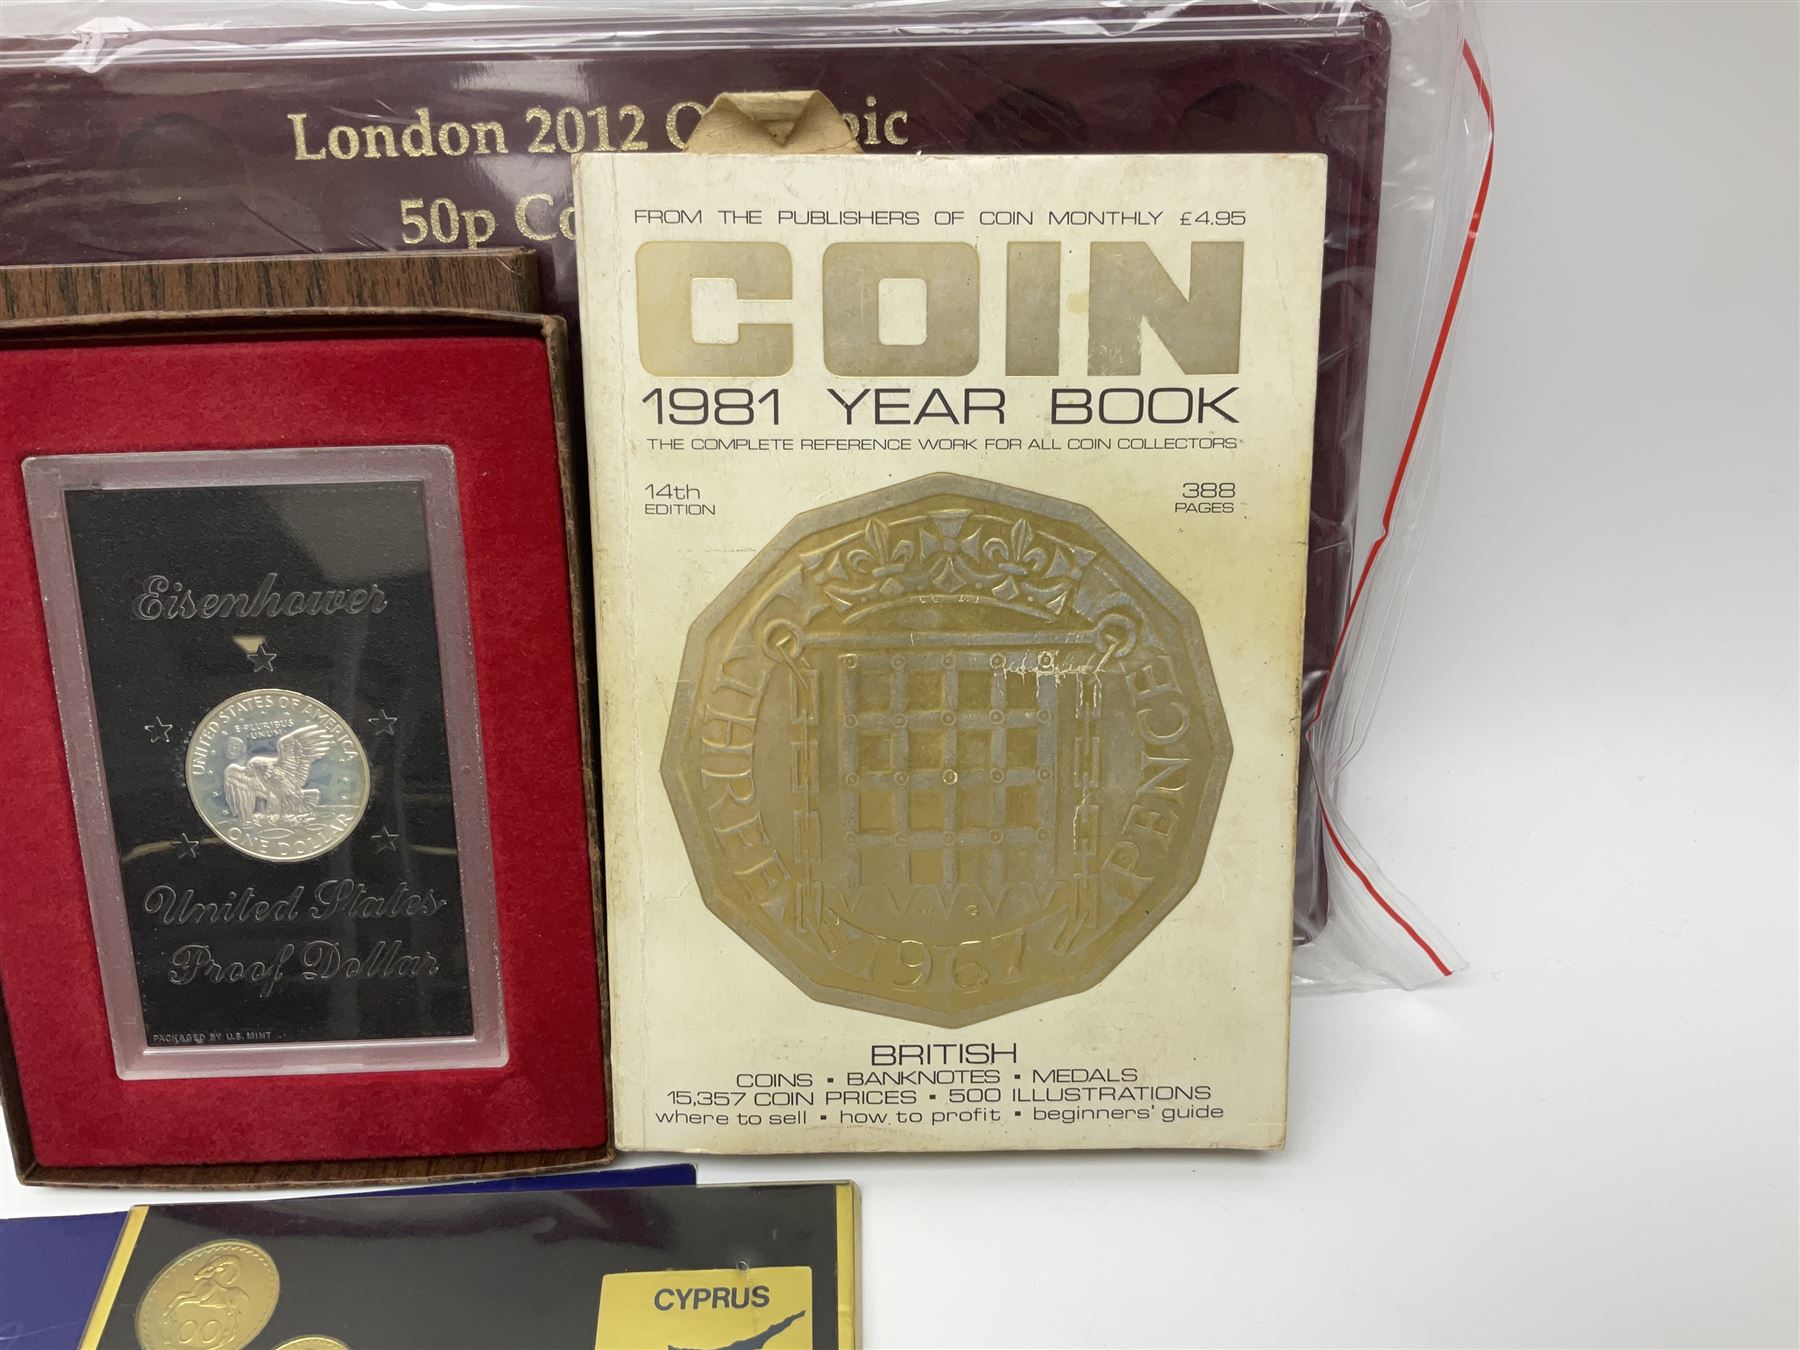 London 2012
50p
FROM THE PUBLISHERS OF COIN MONTHLY £4.95
COIN
1981 YEAR BOOK
THE COMPLETE REFERENCE WORK FOR ALL COIN COLLECTORS
14th
EDITION
388
PAGES
THREE PENCE
1967
BRITISH
COINS ▪ BANKNOTES ▪ MEDALS
15,357 COIN PRICES ▪ 500 ILLUSTRATIONS
where to sell ▪ how to profit ▪ beginners' guide
Eisenhower
UNITED STATES OF AMERICA
E PLURIBUS
UNUM
ONE DOLLAR
United States
Proof Dollar
PACKAGED BY U.S. MINT
CYPRUS